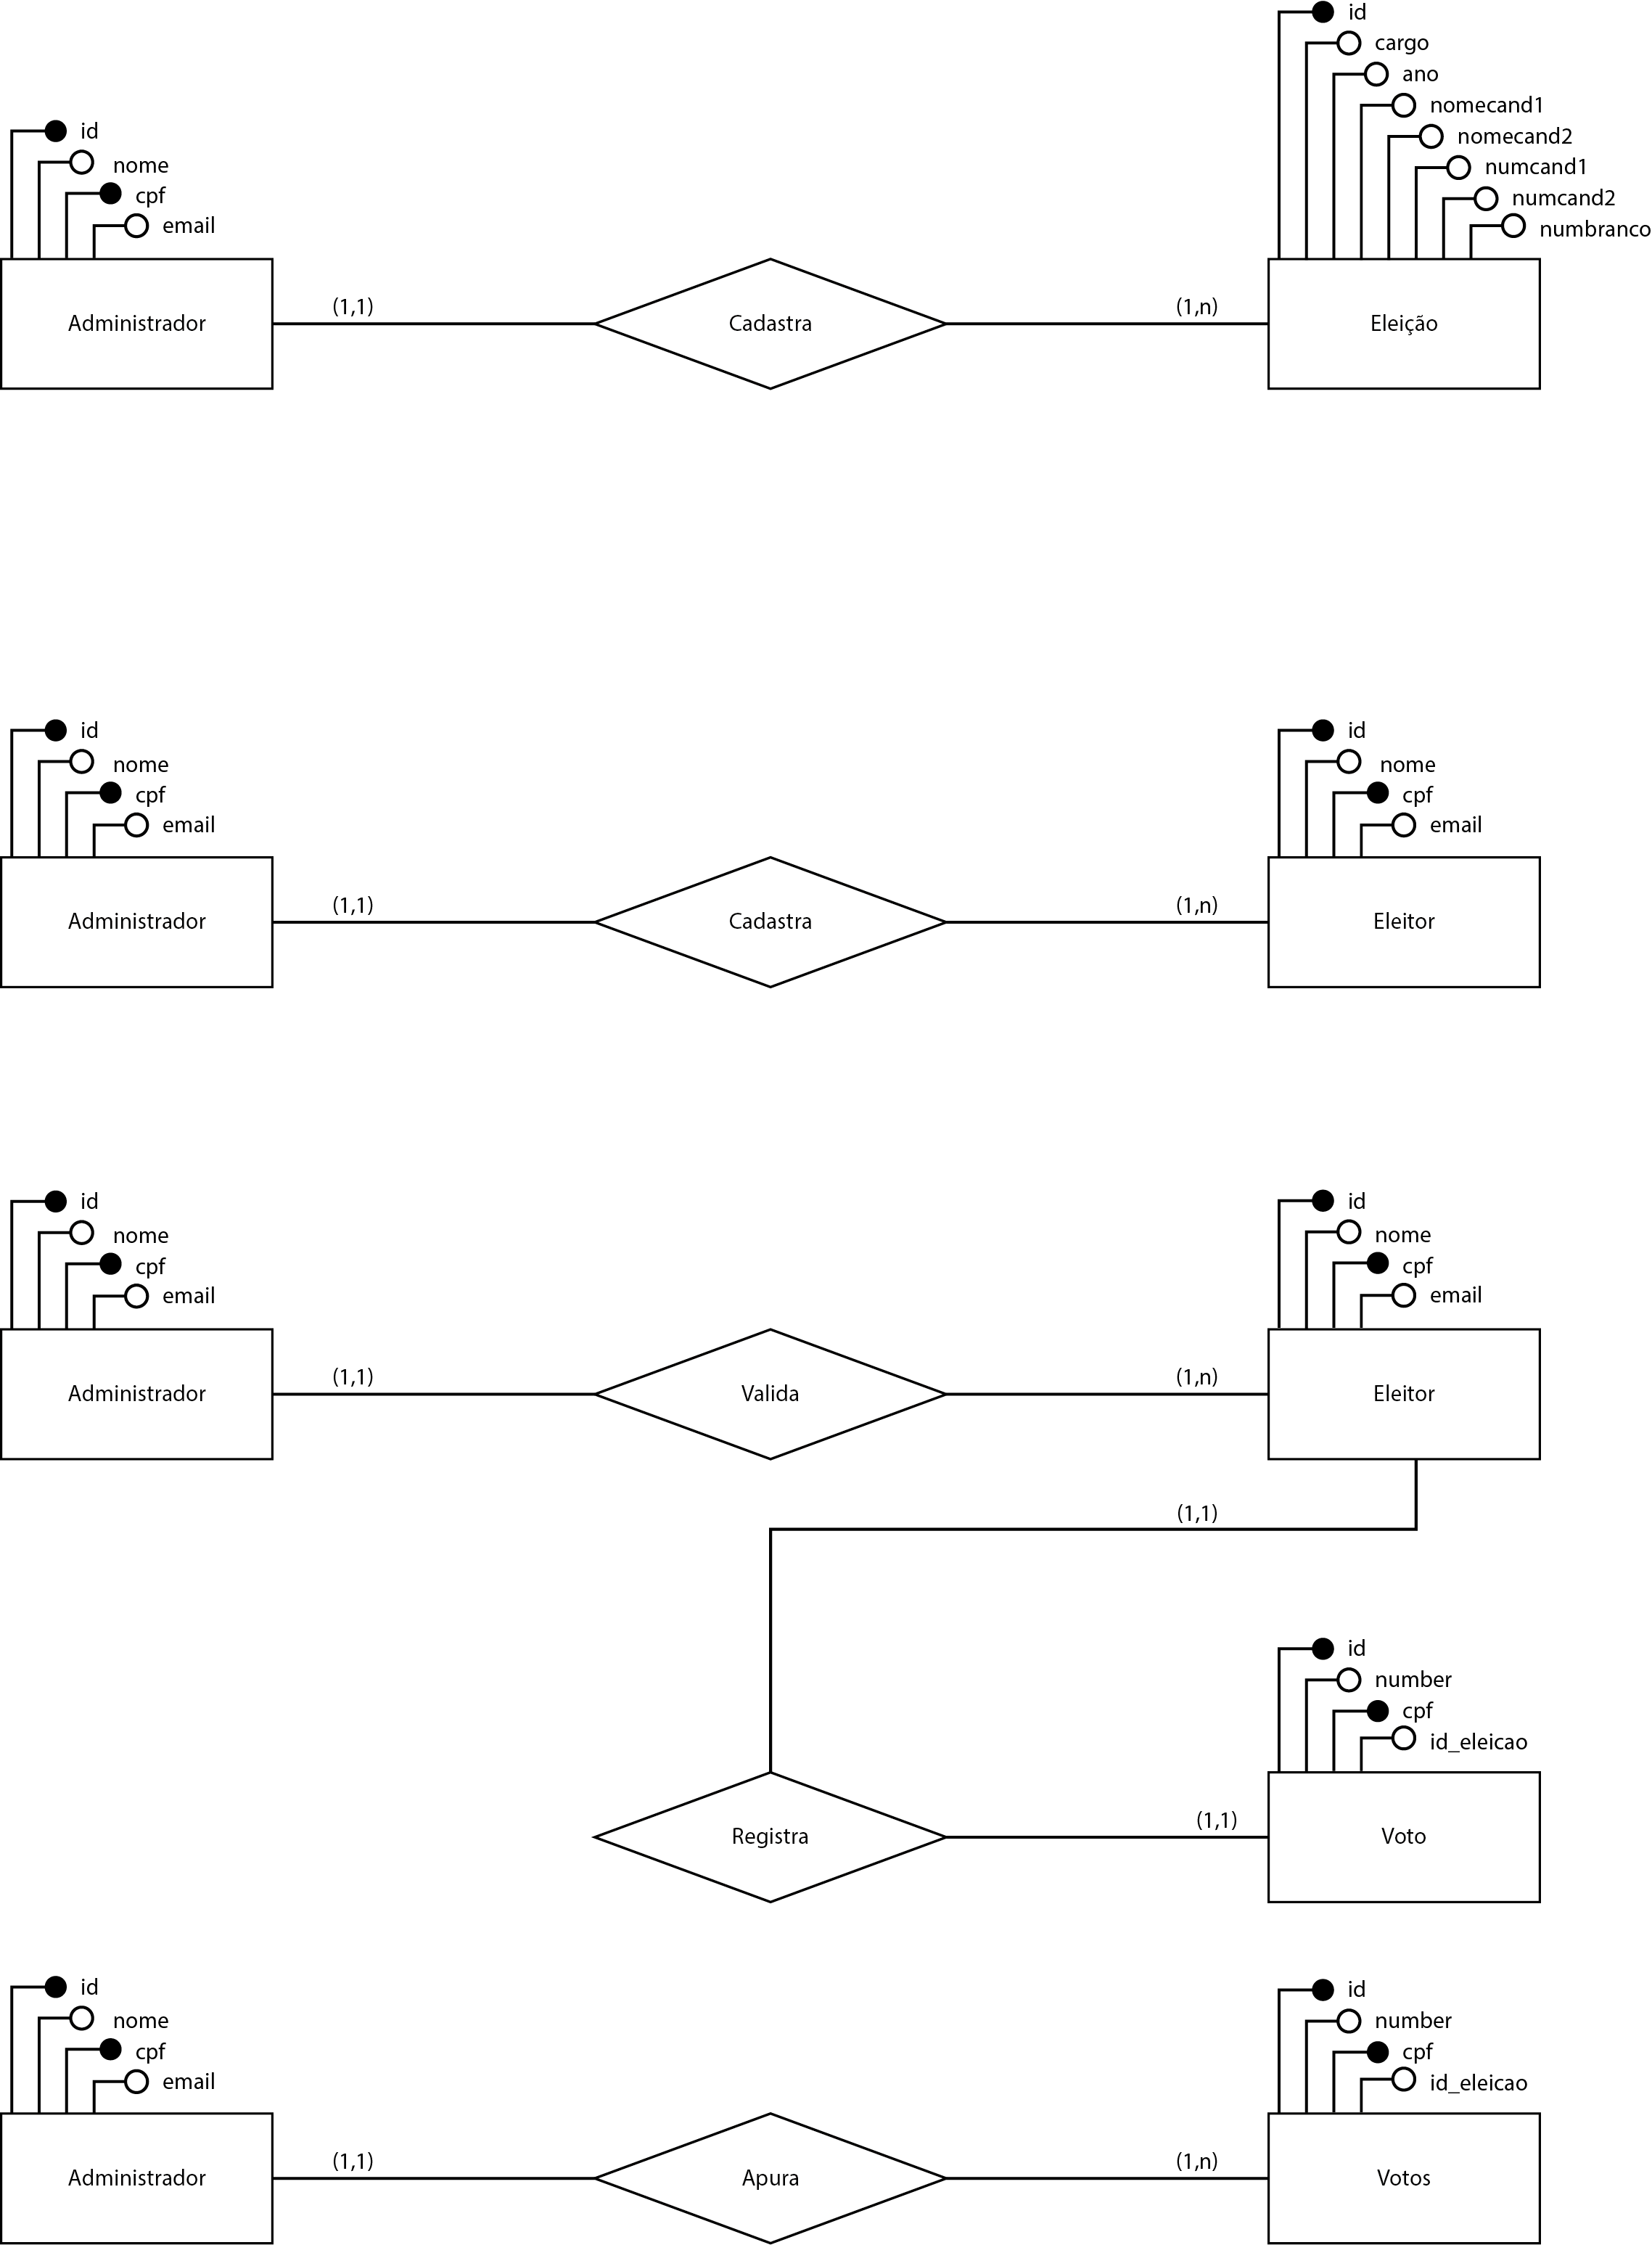 id
cargo
ano
nomecand1
nomecand2
numcand1
numcand2
numbranco
id
nome
cpf
email
Administrador
(1,1)
Cadastra
(1,n)
Eleição
id
nome
cpf
email
id
nome
cpf
email
Administrador
(1,1)
Cadastra
(1,n)
Eleitor
id
nome
cpf
email
id
nome
cpf
email
Administrador
(1,1)
Valida
(1,n)
Eleitor
(1,1)
id
number
cpf
id_eleicao
Registra
(1,1)
Voto
id
nome
cpf
email
id
number
cpf
id_eleicao
Administrador
(1,1)
Apura
(1,n)
Votos